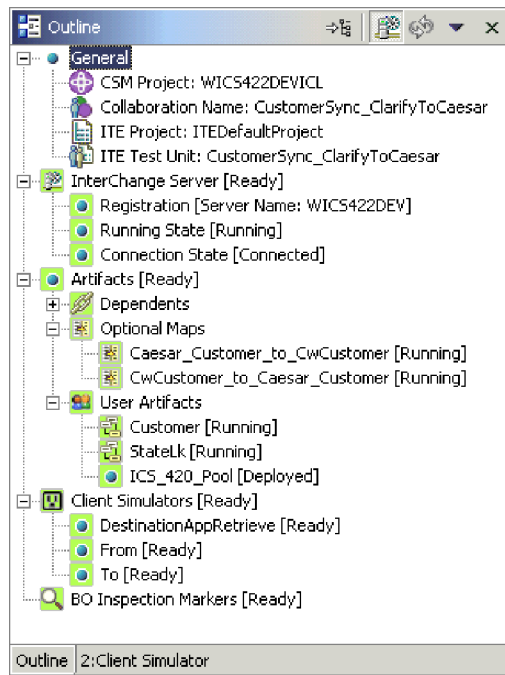 Outline
General
CSM Project: WICS422DEVICL
Collaboration Name: CustomerSync_ClarifyToCaesar
ITE Project: ITEDefaultProject
ITE Test Unit: CustomerSync_ClarifyToCaesar
InterChange Server [Ready]
Registration [Server Name: WICS422DEV]
Running State [Running]
Connection State [Connected]
Artifacts [Ready]
Dependents
Optional Maps
Caesar_Customer_to_CwCustomer [Running]
CwCustomer_to_Caesar_Customer [Running]
User Artifacts
Customer [Running]
StateLk [Running]
ICS_420_Pool [Deployed]
Client Simulators [Ready]
DestinationAppRetrieve [Ready]
From [Ready]
To [Ready]
BO Inspection Markers [Ready]
Outline 2:Client Simulator